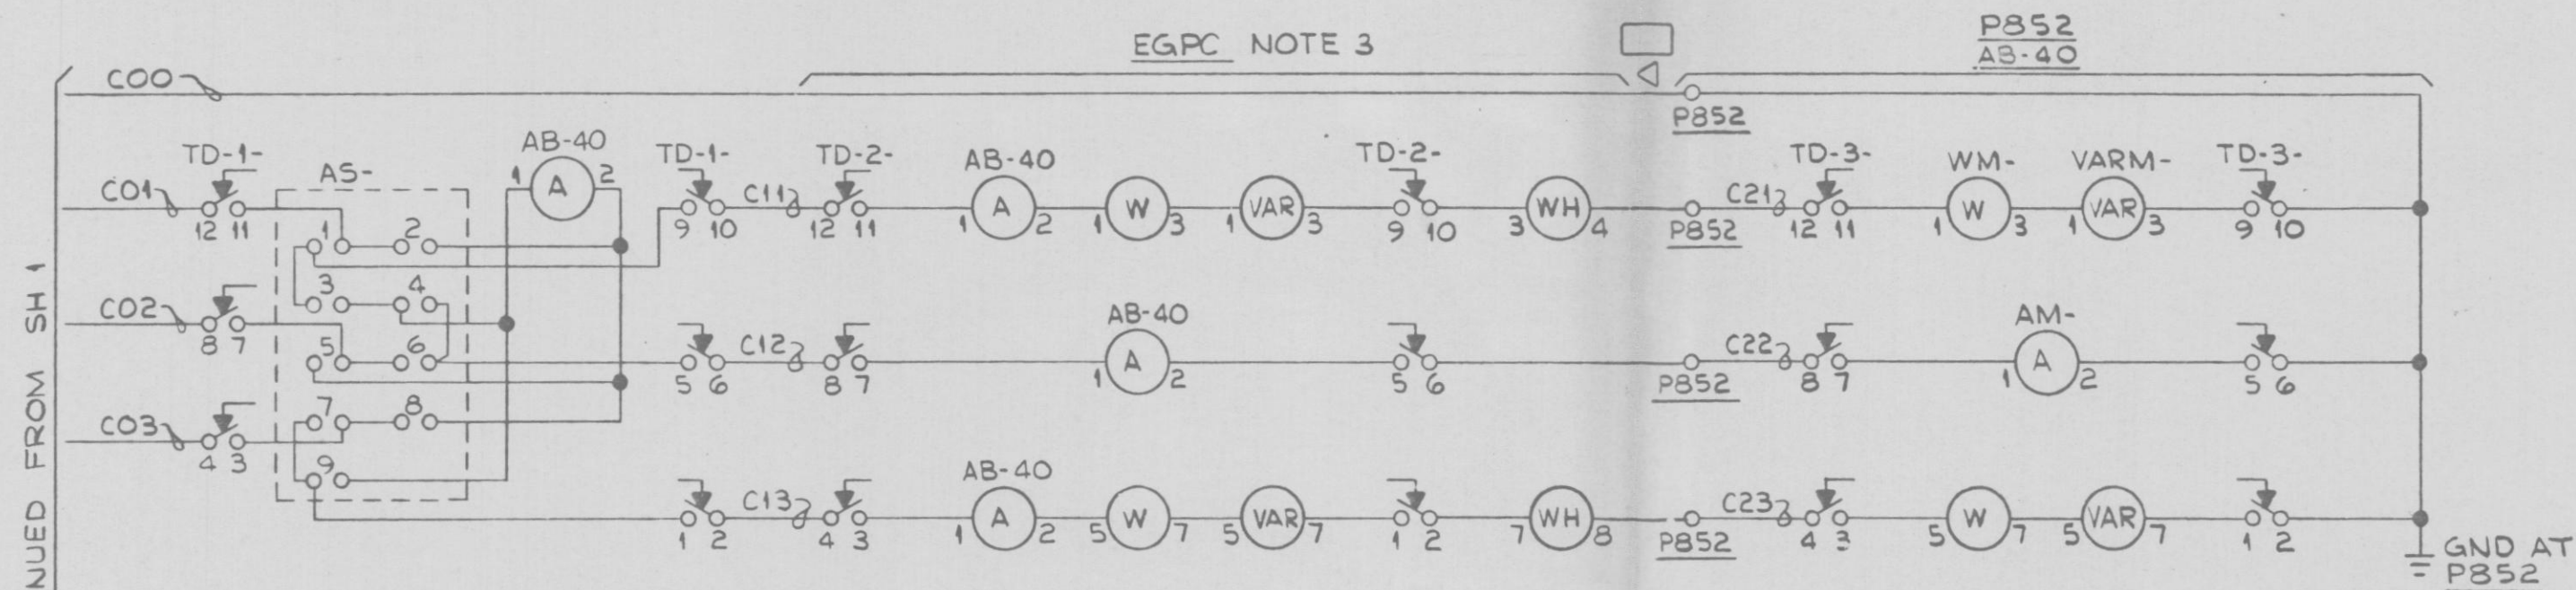 P852
EGPC NOTE 3
AB-40
C00
P852
AB-40
TD-1-
AS-
1 A 2
TD-1-
TD-2-
AB-40
TD-2-
TD-3-
WM-
VARM-
TD-3-
C01
C11
C21
12 11
9 10
12 11
1 A 2
1 W 3
1 VAR 3
9 10
3 WH 4
P852
12 11
1 W 3
1 VAR 3
9 10
1 2
3 4
C02
8 7
5 6
AB-40
AM-
C12
C22
5 6
8 7
1 A 2
5 6
P852
8 7
1 A 2
5 6
7 8
C03
4 3
9
AB-40
C13
C23
1 2
4 3
1 A 2
5 W 7
5 VAR 7
1 2
7 WH 8
P852
4 3
5 W 7
5 VAR 7
1 2
GND AT
P852
NUED FROM SH 1